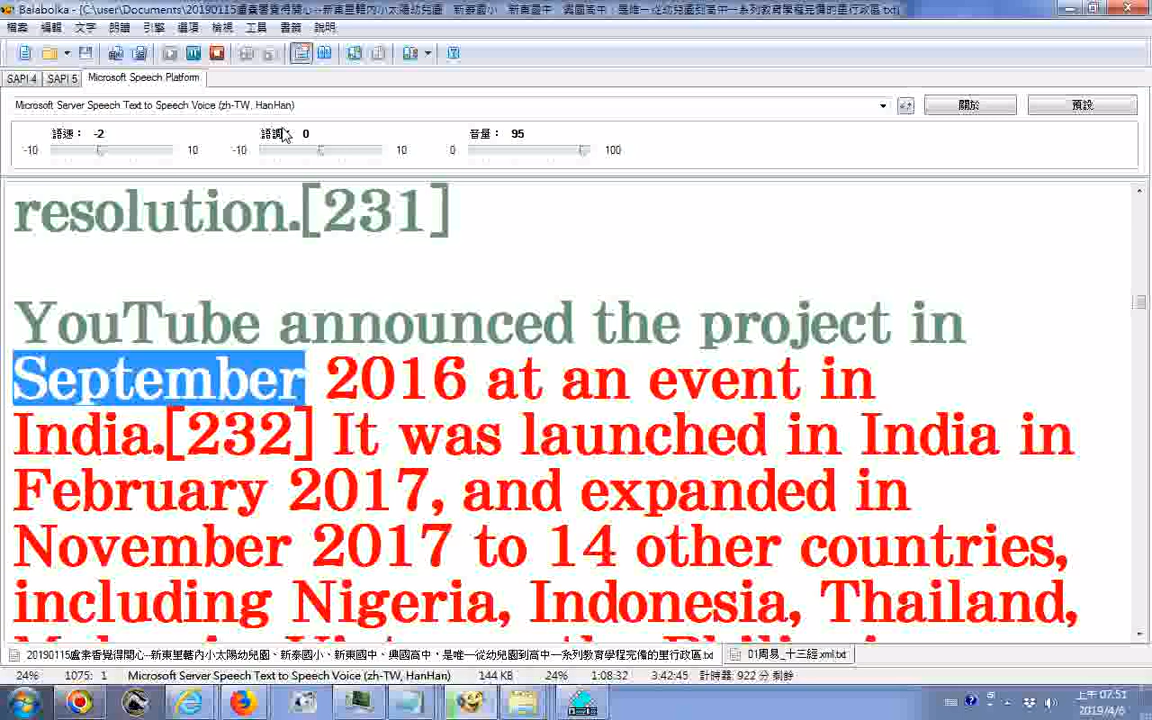 Balabolka - [C:\user\Documents\20190115盧秉香覺得開心--新東里轄內小太陽幼兒園、新泰國小、新東國中、興國高中，是唯一從幼兒園到高中一系列教育學程完備的里行政區.txt]
檔案 編輯 文字 朗讀 引擎 選項 檢視 工具 書籤 說明
SAPI 4 SAPI 5 Microsoft Speech Platform
Microsoft Server Speech Text to Speech Voice (zh-TW, HanHan) 關於 預設
語速： -2 語調： 0 音量： 95
-10 10 -10 10 0 100
resolution.[231]
YouTube announced the project in
September 2016 at an event in
India.[232] It was launched in India in
February 2017, and expanded in
November 2017 to 14 other countries,
including Nigeria, Indonesia, Thailand,
20190115盧秉香覺得開心--新東里轄內小太陽幼兒園、新泰國小、新東國中、興國高中，是唯一從幼兒園到高中一系列教育學程完備的里行政區.txt 01周易_十三經.xml.txt
24% 1075: 1 Microsoft Server Speech Text to Speech Voice (zh-TW, HanHan) 144 KB 24% 1:08:32 3:42:45 計時器: 922 分 剩餘
上午 07:51
2019/4/6